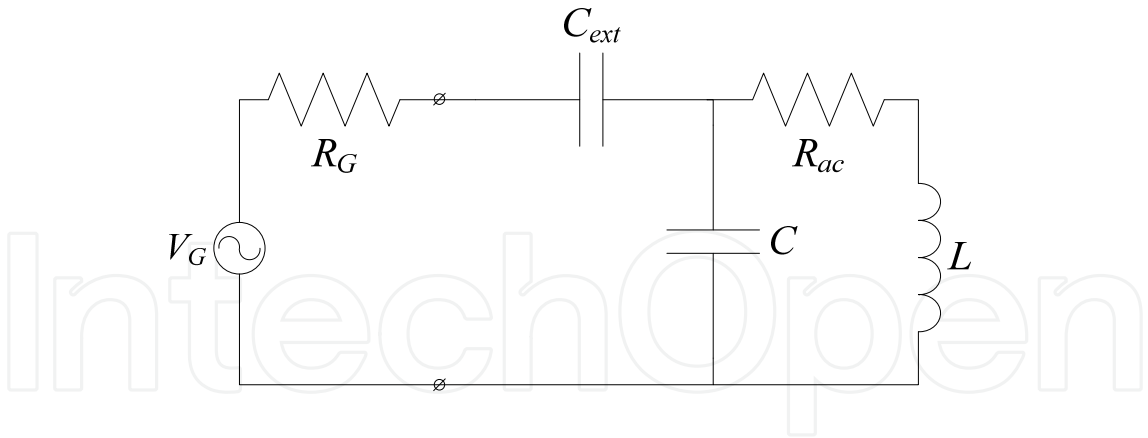 C_ext
R_G
R_ac
V_G
C
L
IntechOpen